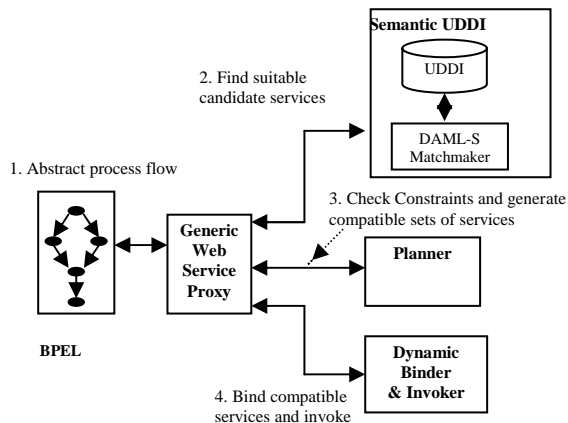 Semantic UDDI
UDDI
2. Find suitable
candidate services
DAML-S
Matchmaker
1. Abstract process flow
3. Check Constraints and generate
compatible sets of services
Generic
Web
Service
Proxy
Planner
BPEL
Dynamic
Binder
& Invoker
4. Bind compatible
services and invoke